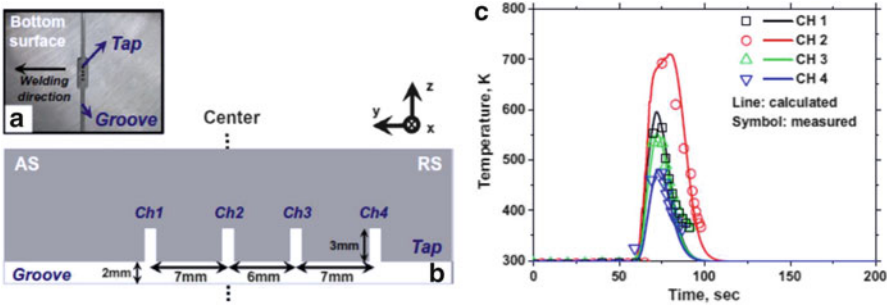 Bottom
surface
Tap
Welding
direction
Groove
a
Center
z
y
x
AS
RS
Ch1
Ch2
Ch3
Ch4
3mm
Tap
Groove
2mm
7mm
6mm
7mm
b
c
Temperature, K
800
700
600
500
400
300
CH 1
CH 2
CH 3
CH 4
Line: calculated
Symbol: measured
0
50
100
150
200
Time, sec